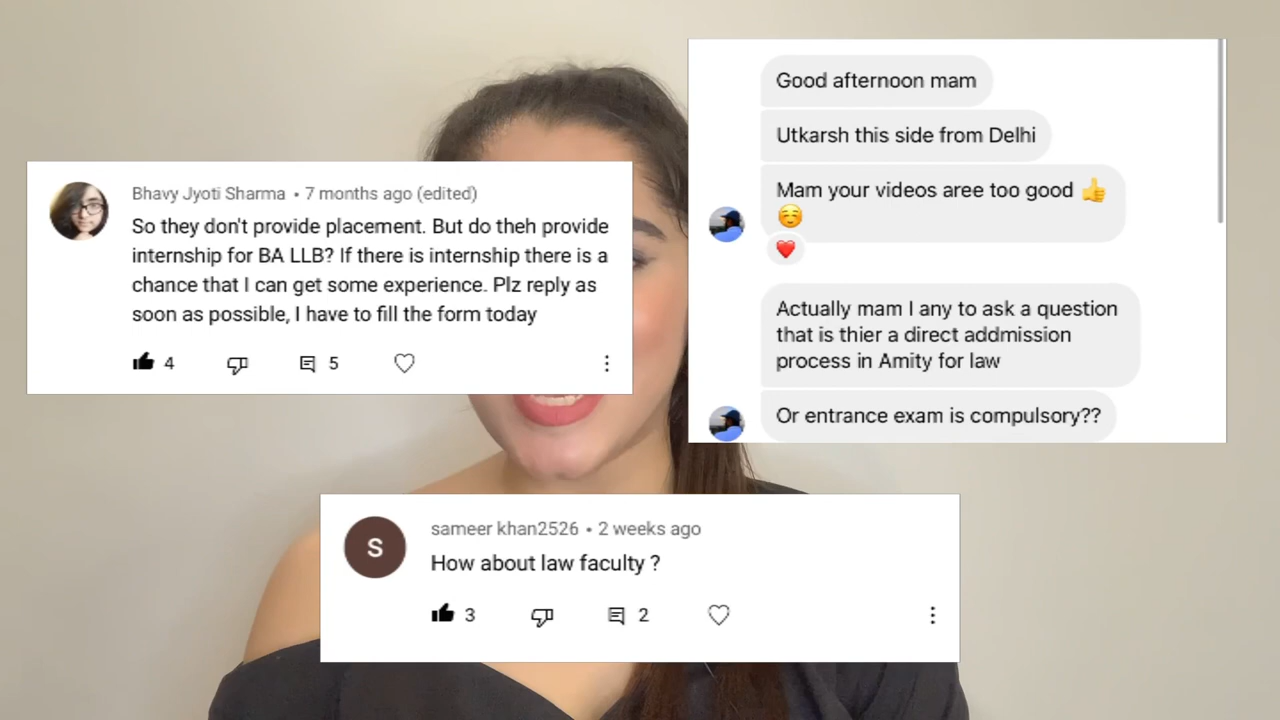 Bhavy Jyoti Sharma • 7 months ago (edited)
So they don't provide placement. But do theh provide
internship for BA LLB? If there is internship there is a
chance that I can get some experience. Plz reply as
soon as possible, I have to fill the form today
4
5
Good afternoon mam
Utkarsh this side from Delhi
Mam your videos aree too good 👍
☺️
❤️
Actually mam I any to ask a question
that is thier a direct addmission
process in Amity for law
Or entrance exam is compulsory??
S
sameer khan2526 • 2 weeks ago
How about law faculty ?
3
2